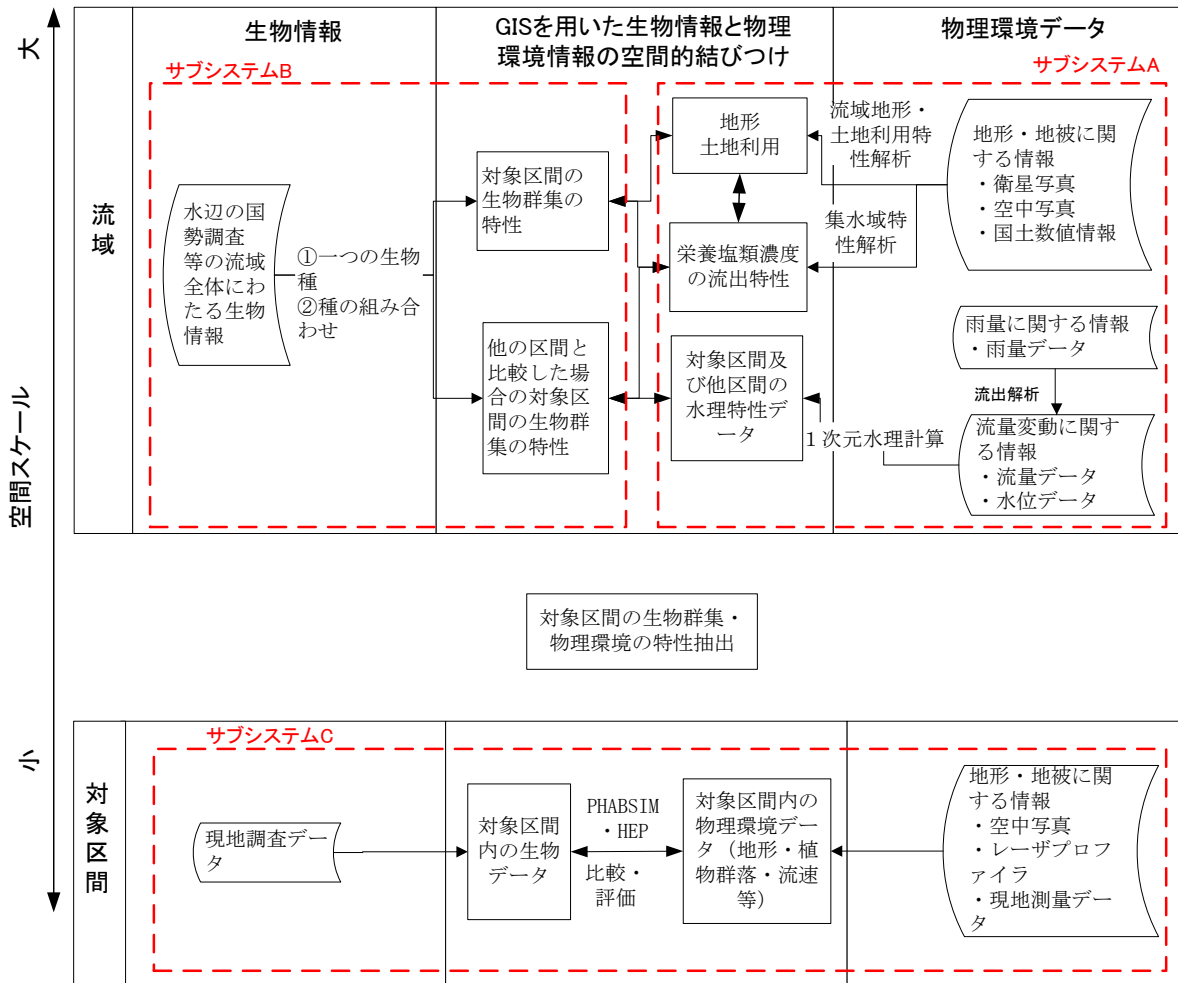 大
空間スケール
小
生物情報
GISを用いた生物情報と物理
環境情報の空間的結びつけ
物理環境データ
サブシステムB
サブシステムA
流域
水辺の国
勢調査
等の流域
全体にわ
たる生物
情報
①一つの生物
種
②種の組み合
わせ
対象区間の
生物群集の
特性
他の区間と
比較した場
合の対象区
間の生物群
集の特性
地形
土地利用
栄養塩類濃度
の流出特性
対象区間及
び他区間の
水理特性デ
ータ
流域地形・
土地利用特
性解析
集水域特
性解析
1次元水理計算
地形・地被に関
する情報
・衛星写真
・空中写真
・国土数値情報
雨量に関する情報
・雨量データ
流出解析
流量変動に関す
る情報
・流量データ
・水位データ
対象区間の生物群集・
物理環境の特性抽出
サブシステムC
対象区間
現地調査デー
タ
対象区間
内の生物
データ
PHABSIM
・HEP
比較・
評価
対象区間内の
物理環境デー
タ（地形・植
物群落・流速
等）
地形・地被に関
する情報
・空中写真
・レーザプロフ
ァイラ
・現地測量デー
タ